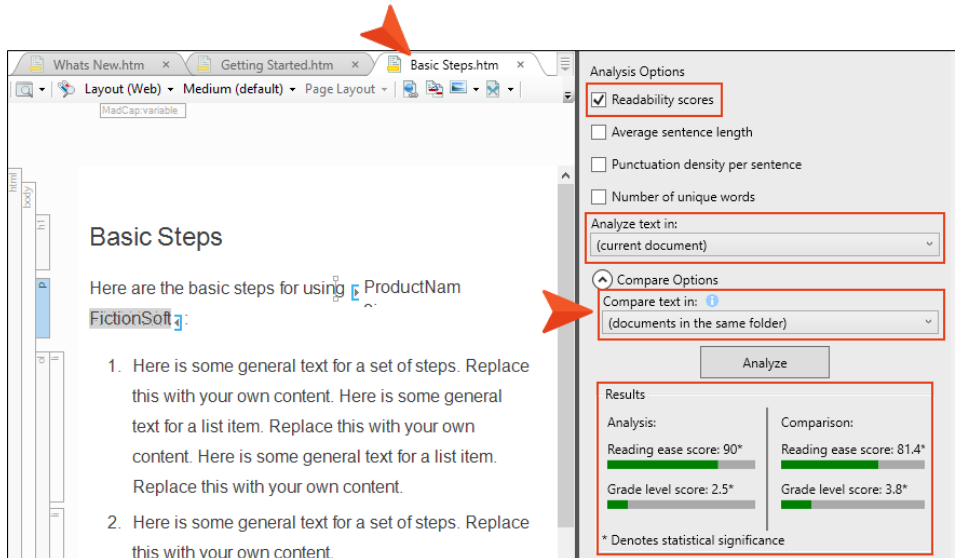 Whats New.htm ×
Getting Started.htm ×
Basic Steps.htm ×
Layout (Web) Medium (default) Page Layout
MadCap:variable
html
body
h1
Basic Steps
p
Here are the basic steps for using ProductNam
FictionSoft :
ol
li
1. Here is some general text for a set of steps. Replace
this with your own content. Here is some general
text for a list item. Replace this with your own
content. Here is some general text for a list item.
Replace this with your own content.
li
2. Here is some general text for a set of steps. Replace
this with your own content.
Analysis Options
Readability scores
Average sentence length
Punctuation density per sentence
Number of unique words
Analyze text in:
(current document)
Compare Options
Compare text in:
(documents in the same folder)
Analyze
Results
Analysis:
Reading ease score: 90*
Grade level score: 2.5*
Comparison:
Reading ease score: 81.4*
Grade level score: 3.8*
* Denotes statistical significance